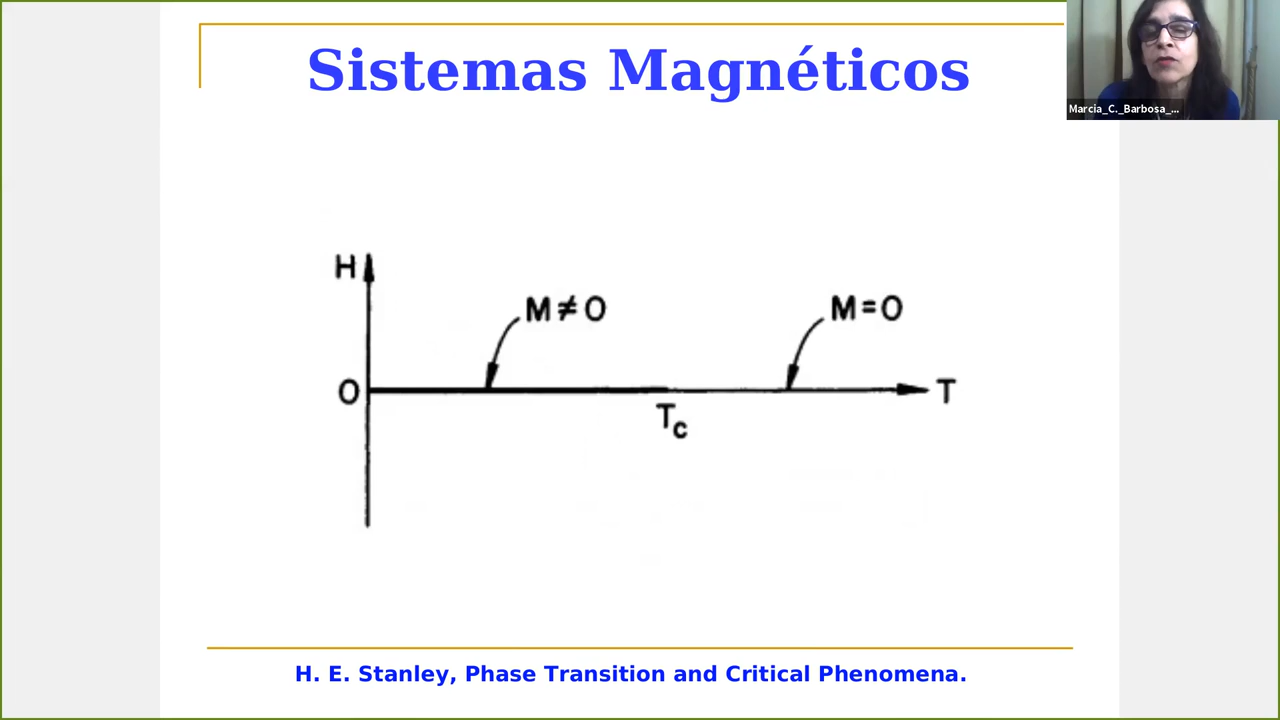 Sistemas Magnéticos
Marcia_C._Barbosa_...
H
M ≠ O
M = O
O
T
Tc
H. E. Stanley, Phase Transition and Critical Phenomena.